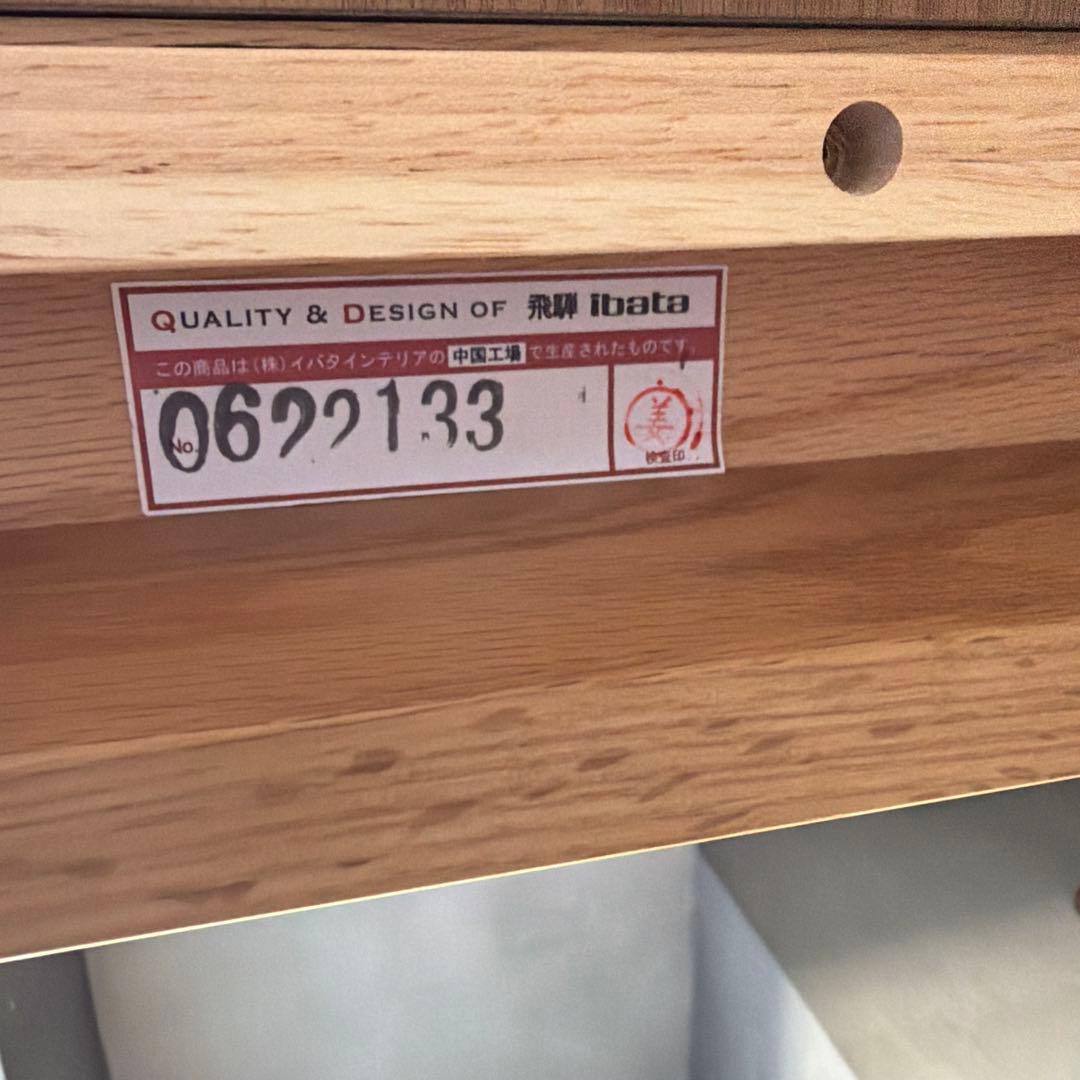 QUALITY & DESIGN OF 飛騨 ibata
この商品は(株)イバタインテリアの 中国工場 で生産されたものです。
No. 0622133
姜
検査印